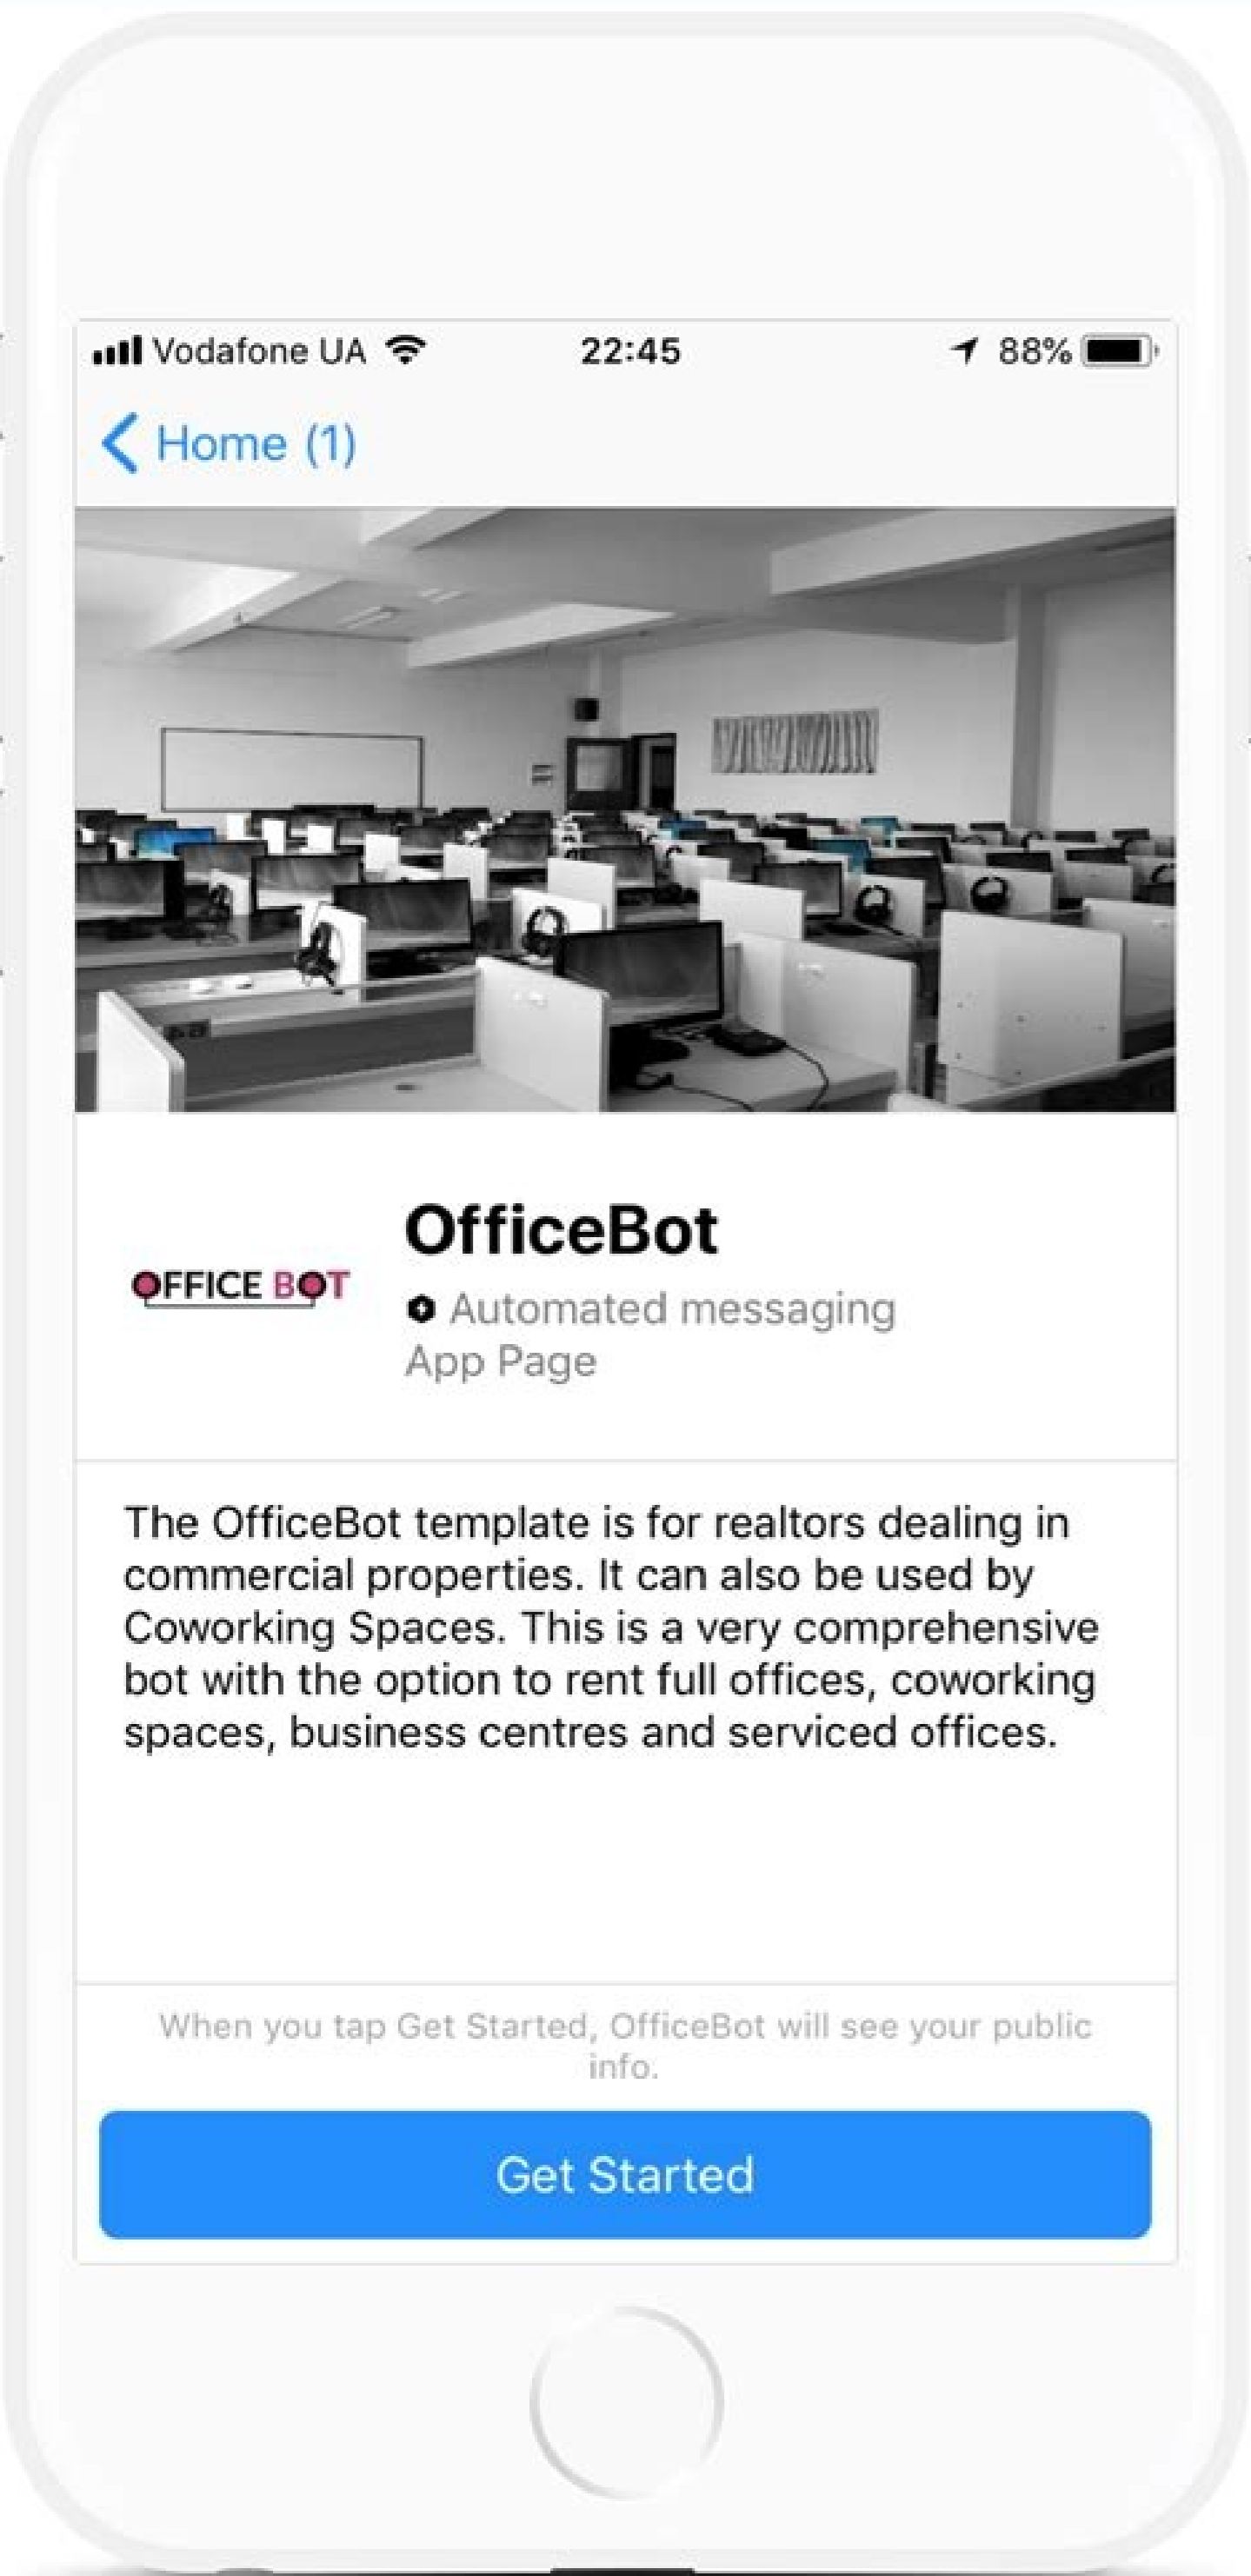 Vodafone UA 22:45 88%
Home (1)
OfficeBot
OFFICE BOT
Automated messaging
App Page
The OfficeBot template is for realtors dealing in
commercial properties. It can also be used by
Coworking Spaces. This is a very comprehensive
bot with the option to rent full offices, coworking
spaces, business centres and serviced offices.
When you tap Get Started, OfficeBot will see your public
info.
Get Started